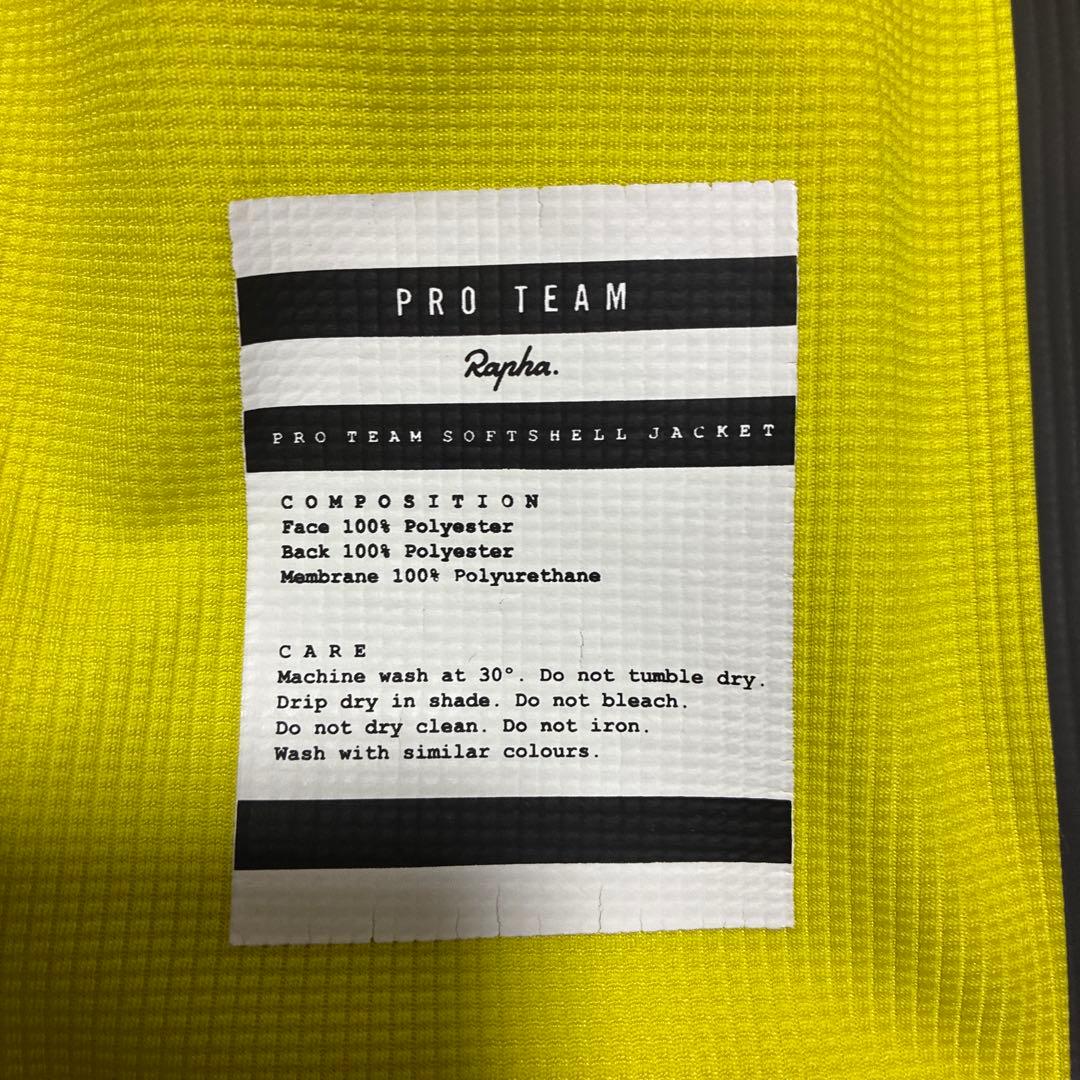 PRO TEAM
Rapha.
PRO TEAM SOFTSHELL JACKET
COMPOSITION
Face 100% Polyester
Back 100% Polyester
Membrane 100% Polyurethane
CARE
Machine wash at 30°. Do not tumble dry.
Drip dry in shade. Do not bleach.
Do not dry clean. Do not iron.
Wash with similar colours.